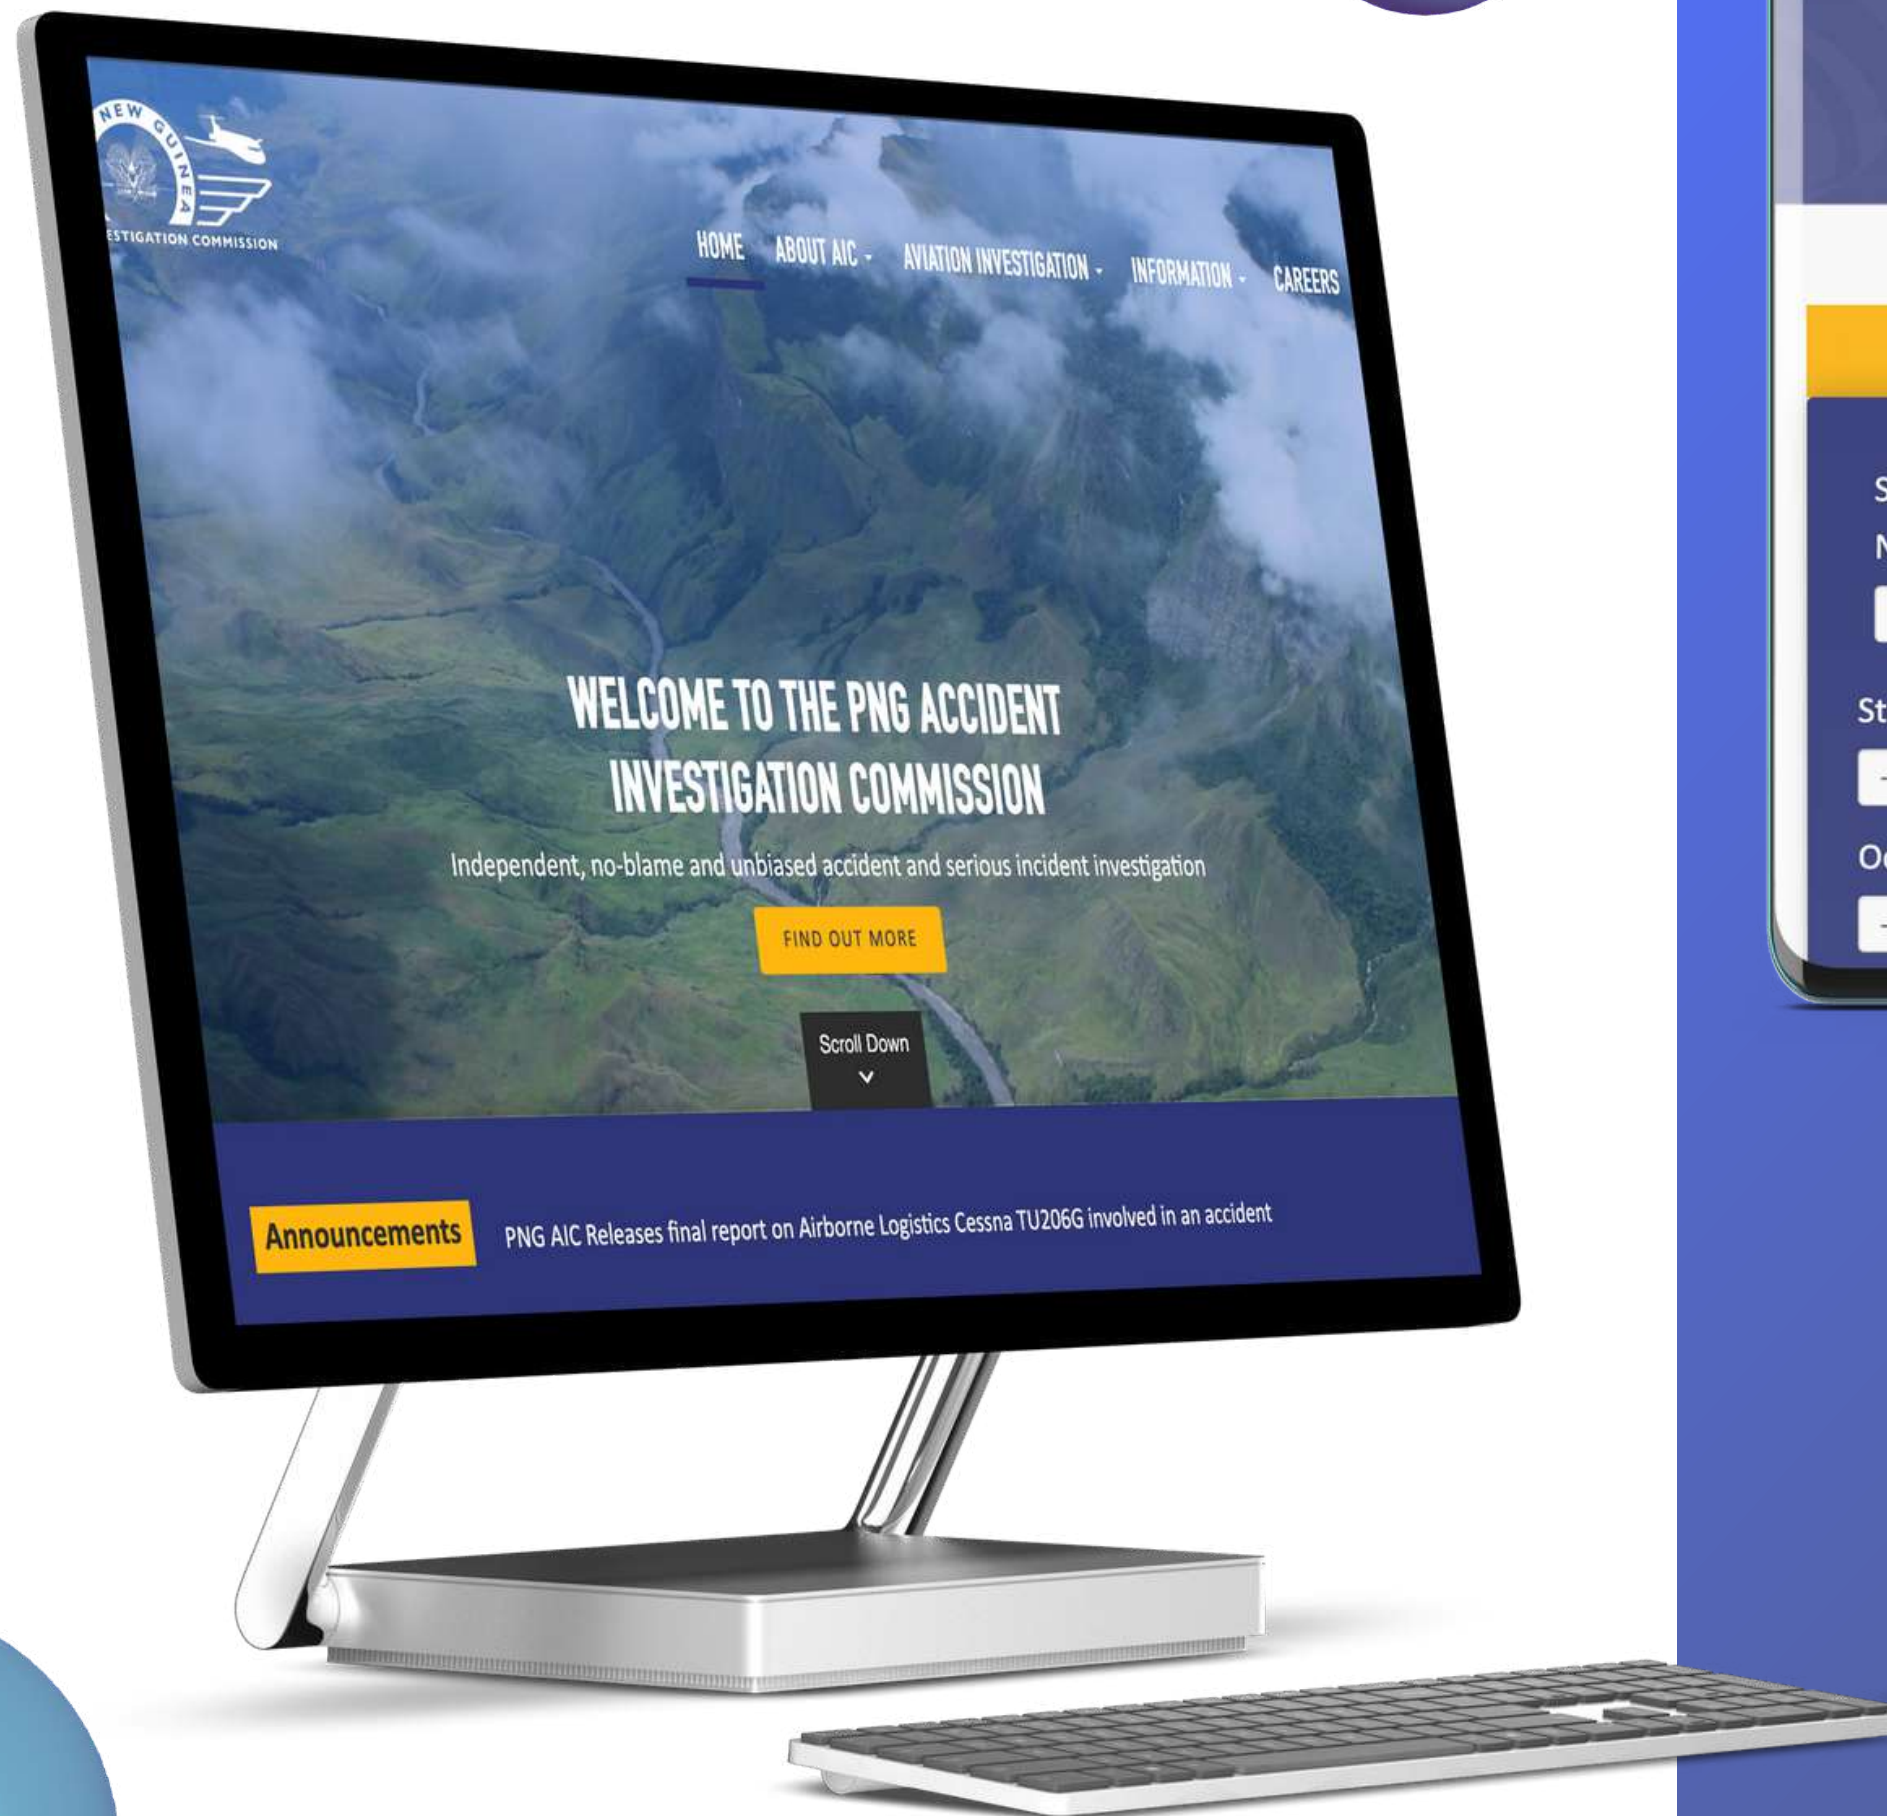 NEW GUINEA
ESTIGATION COMMISSION
HOME ABOUT AIC - AVIATION INVESTIGATION - INFORMATION - CAREERS
WELCOME TO THE PNG ACCIDENT
INVESTIGATION COMMISSION
Independent, no-blame and unbiased accident and serious incident investigation
FIND OUT MORE
Scroll Down
Announcements PNG AIC Releases final report on Airborne Logistics Cessna TU206G involved in an accident
S
N
St
-
-